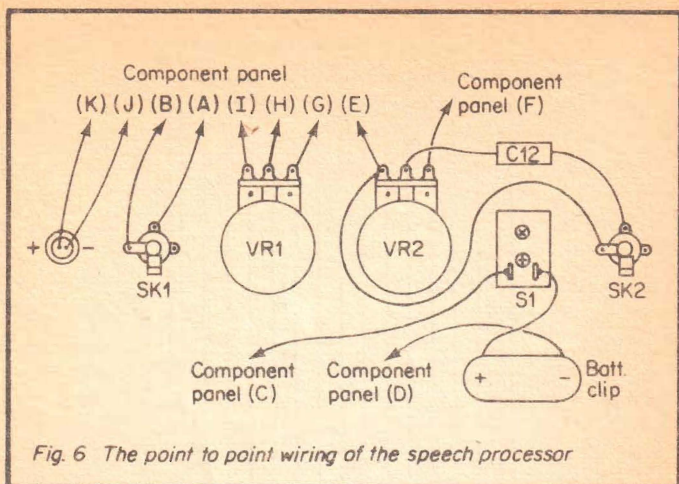 Component panel
(K) (J) (B) (A) (I) (H) (G) (E)
Component
panel (F)
C12
+
-
SK1
VR1
VR2
S1
SK2
Component
panel (C)
Component
panel (D)
+
-
Batt.
clip
Fig. 6 The point to point wiring of the speech processor